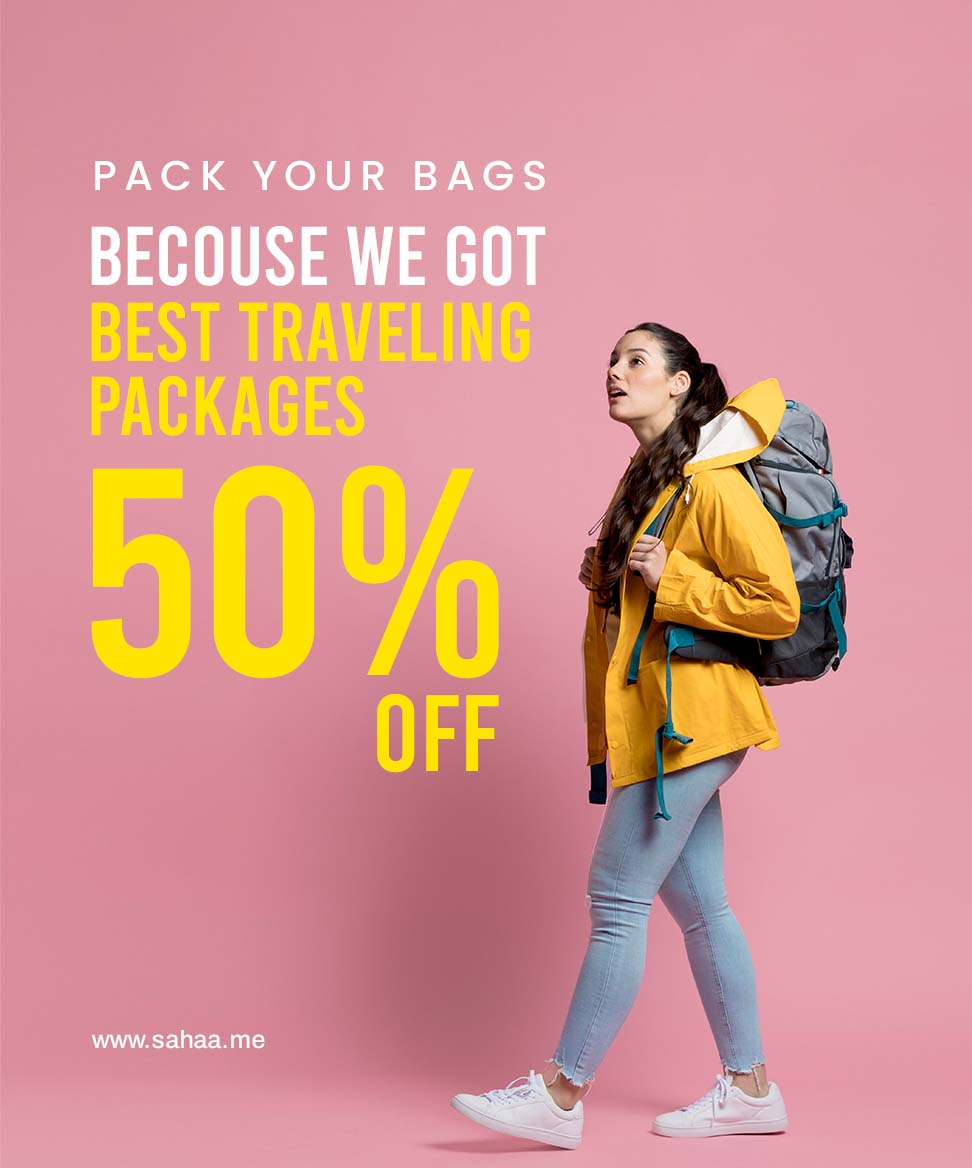 PACK YOUR BAGS
BECOUSE WE GOT
BEST TRAVELING
PACKAGES
50%
OFF
www.sahaa.me